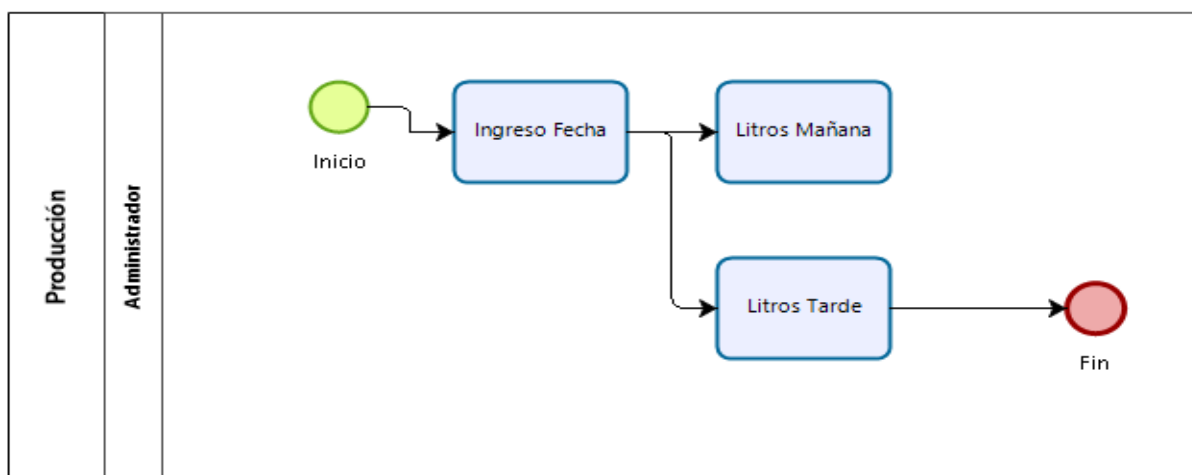 Producción
Administrador
Inicio
Ingreso Fecha
Litros Mañana
Litros Tarde
Fin